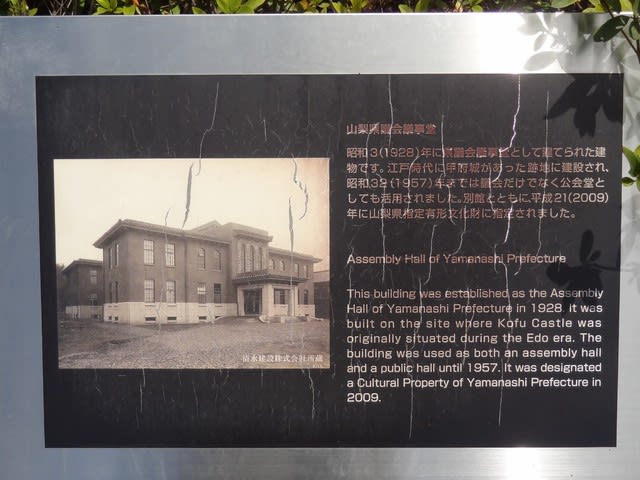 山梨県議会議事堂
昭和3(1928)年に県議会議事堂として建てられた建
物です。江戸時代に甲府城があった跡地に建設され、
昭和32(1957)年までは議会だけでなく公会堂と
しても活用されました。別館とともに、平成21(2009)
年に山梨県指定有形文化財に指定されました。
Assembly Hall of Yamanashi Prefecture
This building was established as the Assembly
Hall of Yamanashi Prefecture in 1928. It was
built on the site where Kofu Castle was
originally situated during the Edo era. The
building was used as both an assembly hall
and a public hall until 1957. It was designated
a Cultural Property of Yamanashi Prefecture in
2009.
清水建設株式会社所蔵